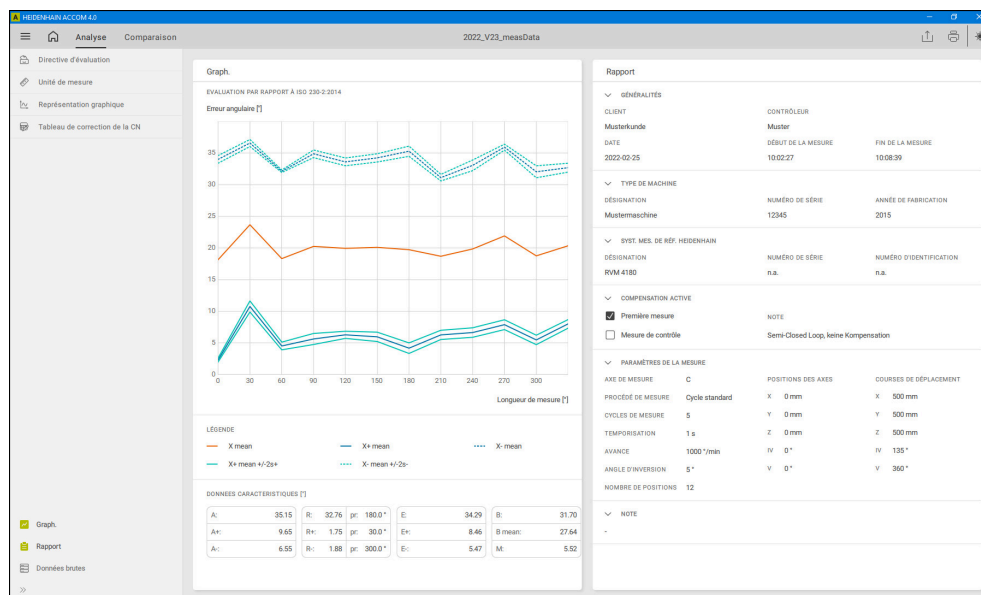 HEIDENHAIN ACCOM 4.0
Analyse Comparaison 2022_V23_measData
Directive d'évaluation
Unité de mesure
Représentation graphique
Tableau de correction de la CN
Graph.
Rapport
Données brutes
Graph.
EVALUATION PAR RAPPORT À ISO 230-2:2014
Erreur angulaire ["]
35
30
25
20
15
10
5
0
0 30 60 90 120 150 180 210 240 270 300
Longueur de mesure [°]
LÉGENDE
X mean X+ mean X- mean
X+ mean +/-2s+ X- mean +/-2s-
DONNEES CARACTERISTIQUES ["]
A: 35.15 R: 32.76 pr: 180.0 ° E: 34.29 B: 31.70
A+: 9.65 R+: 1.75 pr: 30.0 ° E+: 8.46 B mean: 27.64
A-: 6.55 R-: 1.88 pr: 300.0 ° E-: 5.47 M: 5.52
Rapport
GÉNÉRALITÉS
CLIENT CONTRÔLEUR
Musterkunde Muster
DATE DÉBUT DE LA MESURE FIN DE LA MESURE
2022-02-25 10:02:27 10:08:39
TYPE DE MACHINE
DÉSIGNATION NUMÉRO DE SÉRIE ANNÉE DE FABRICATION
Mustermaschine 12345 2015
SYST. MES. DE RÉF. HEIDENHAIN
DÉSIGNATION NUMÉRO DE SÉRIE NUMÉRO D'IDENTIFICATION
RVM 4180 n.a. n.a.
COMPENSATION ACTIVE
Première mesure NOTE
Mesure de contrôle Semi-Closed Loop, keine Kompensation
PARAMÈTRES DE LA MESURE
AXE DE MESURE C POSITIONS DES AXES COURSES DE DÉPLACEMENT
PROCÉDÉ DE MESURE Cycle standard X 0 mm X 500 mm
CYCLES DE MESURE 5 Y 0 mm Y 500 mm
TEMPORISATION 1 s Z 0 mm Z 500 mm
AVANCE 1000 °/min IV 0 ° IV 135 °
ANGLE D'INVERSION 5 ° V 0 ° V 360 °
NOMBRE DE POSITIONS 12
NOTE
-